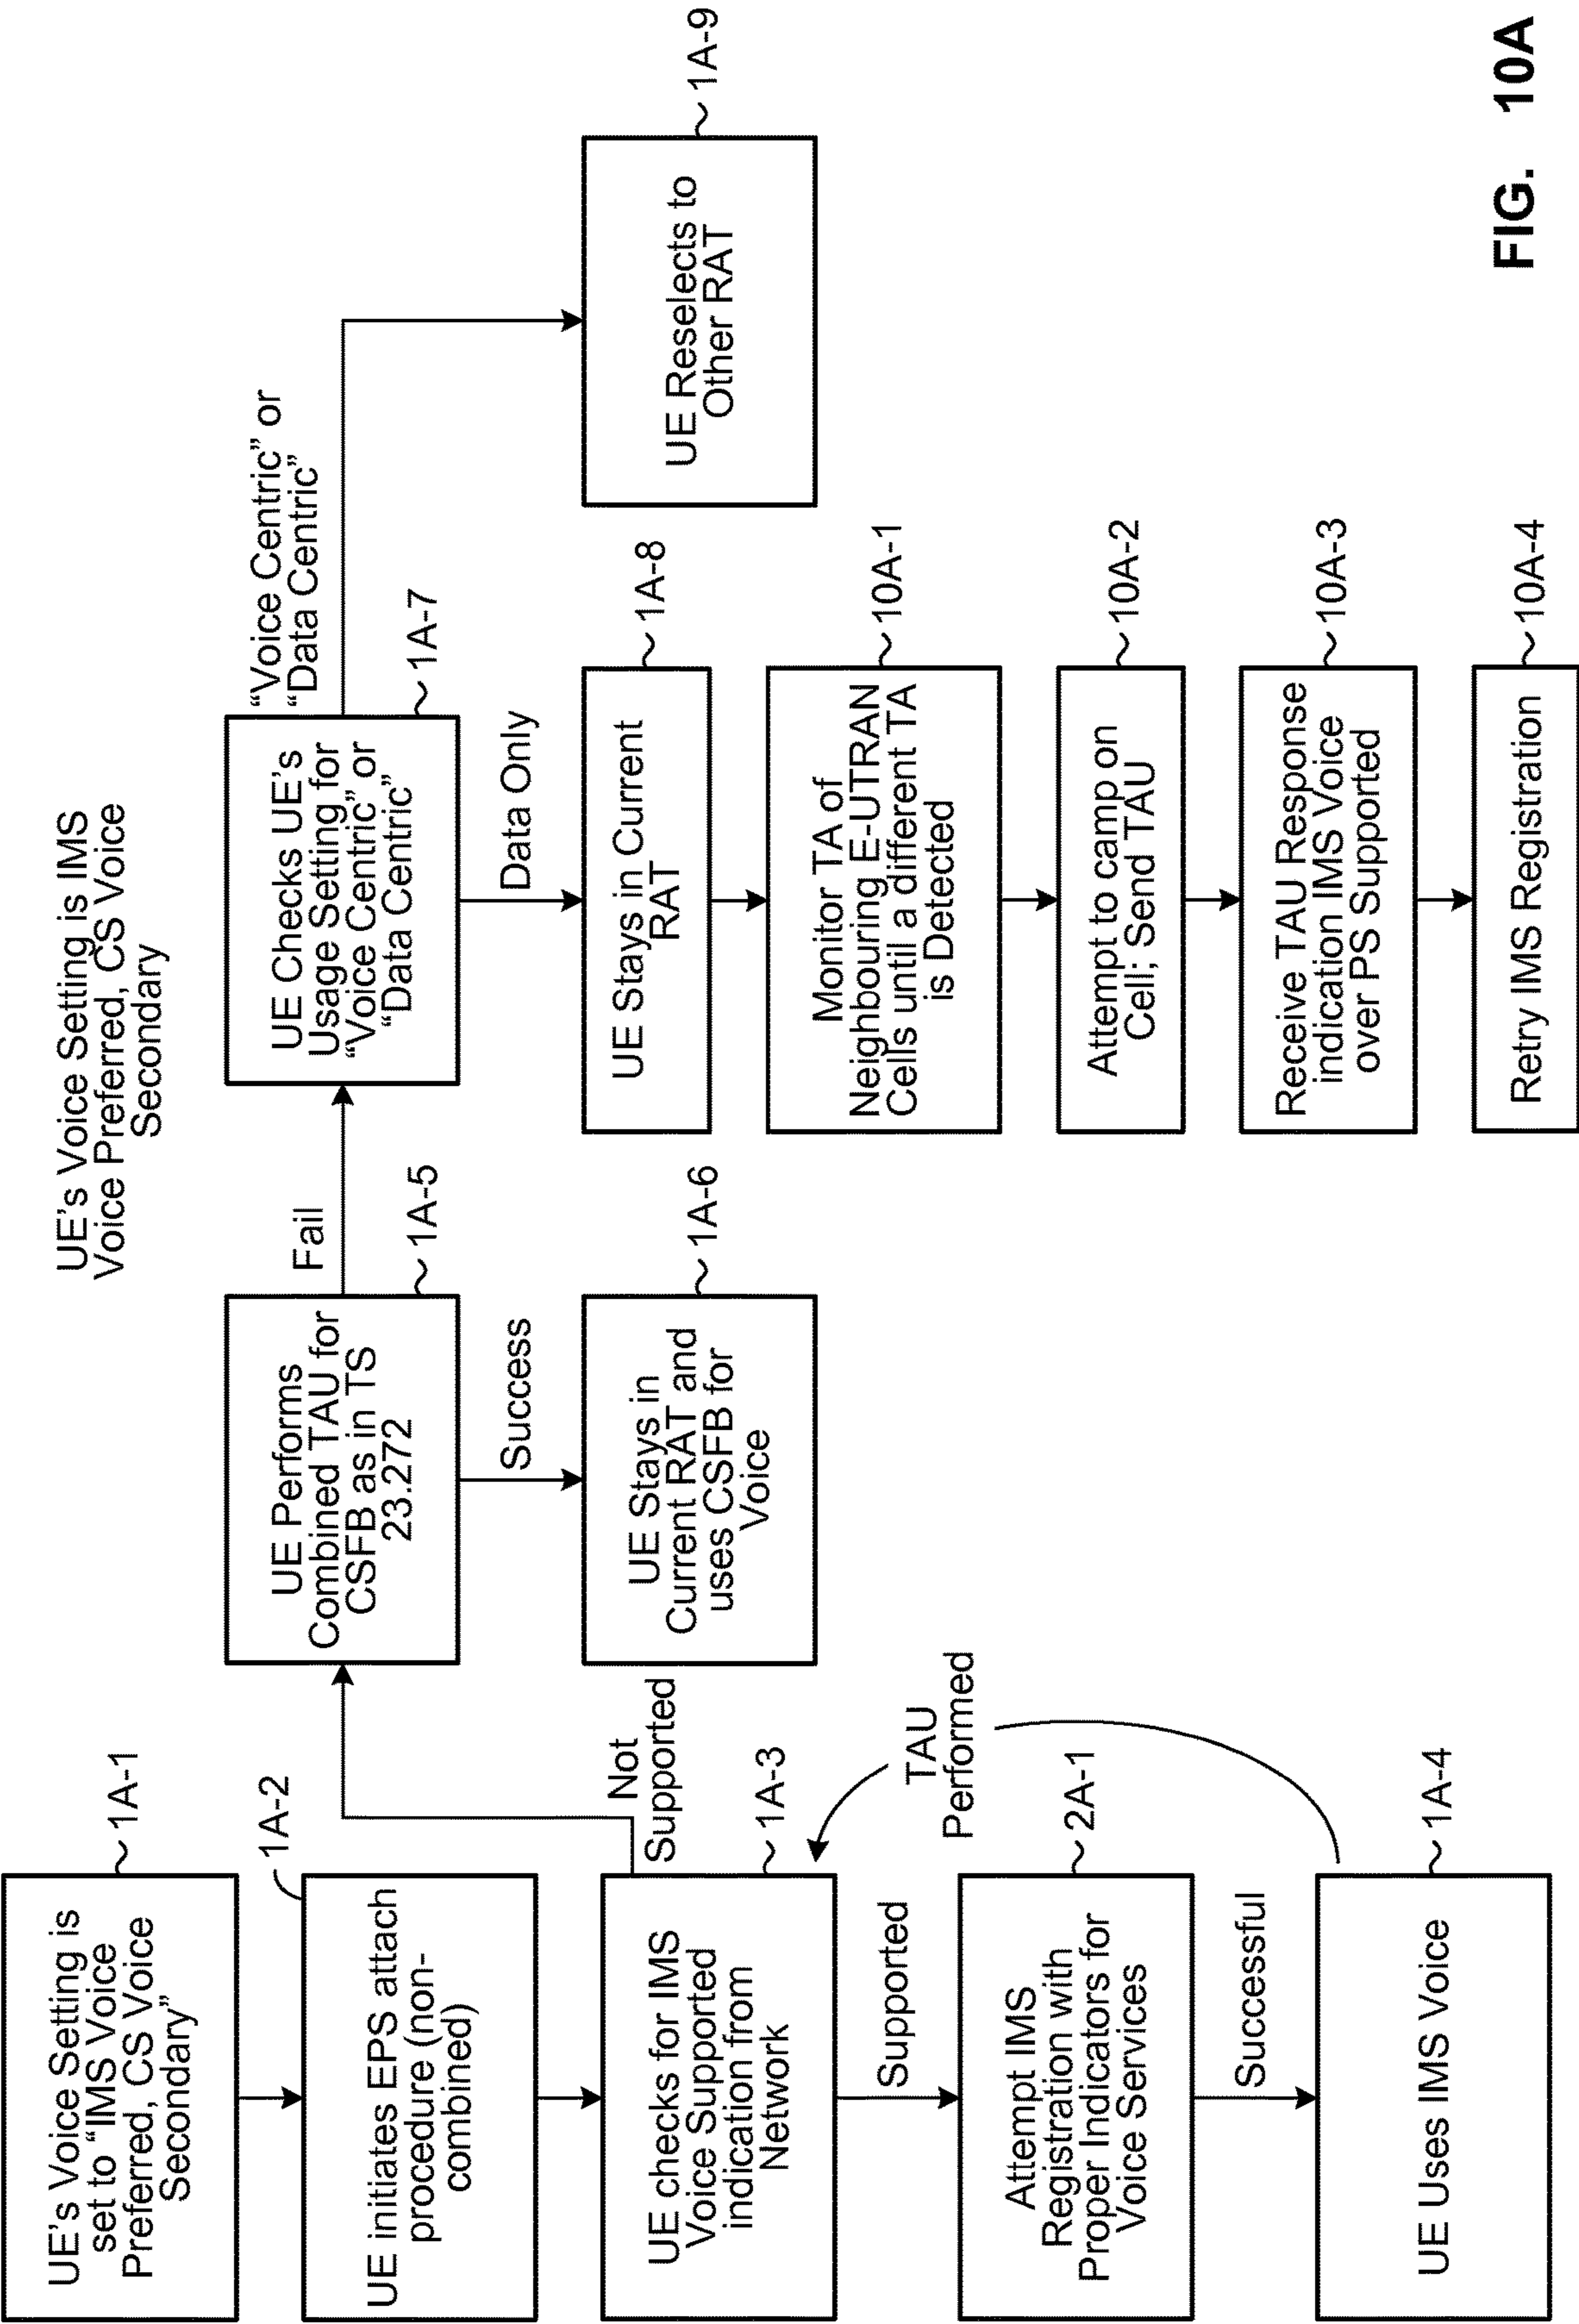 UE's Voice Setting is
set to "IMS Voice
Preferred, CS Voice
Secondary"
1A-1
UE initiates EPS attach
procedure (non-
combined)
1A-2
UE checks for IMS
Voice Supported
indication from
Network
1A-3
Not
Supported
Supported
Attempt IMS
Registration with
Proper Indicators for
Voice Services
2A-1
Successful
UE Uses IMS Voice
1A-4
TAU
Performed
UE Performs
Combined TAU for
CSFB as in TS
23.272
1A-5
Fail
Success
UE Stays in
Current RAT and
uses CSFB for
Voice
1A-6
UE's Voice Setting is IMS
Voice Preferred, CS Voice
Secondary
UE Checks UE's
Usage Setting for
"Voice Centric" or
"Data Centric"
1A-7
"Voice Centric" or
"Data Centric"
Data Only
UE Stays in Current
RAT
1A-8
Monitor TA of
Neighbouring E-UTRAN
Cells until a different TA
is Detected
10A-1
Attempt to camp on
Cell; Send TAU
10A-2
Receive TAU Response
indication IMS Voice
over PS Supported
10A-3
Retry IMS Registration
10A-4
UE Reselects to
Other RAT
1A-9
FIG. 10A